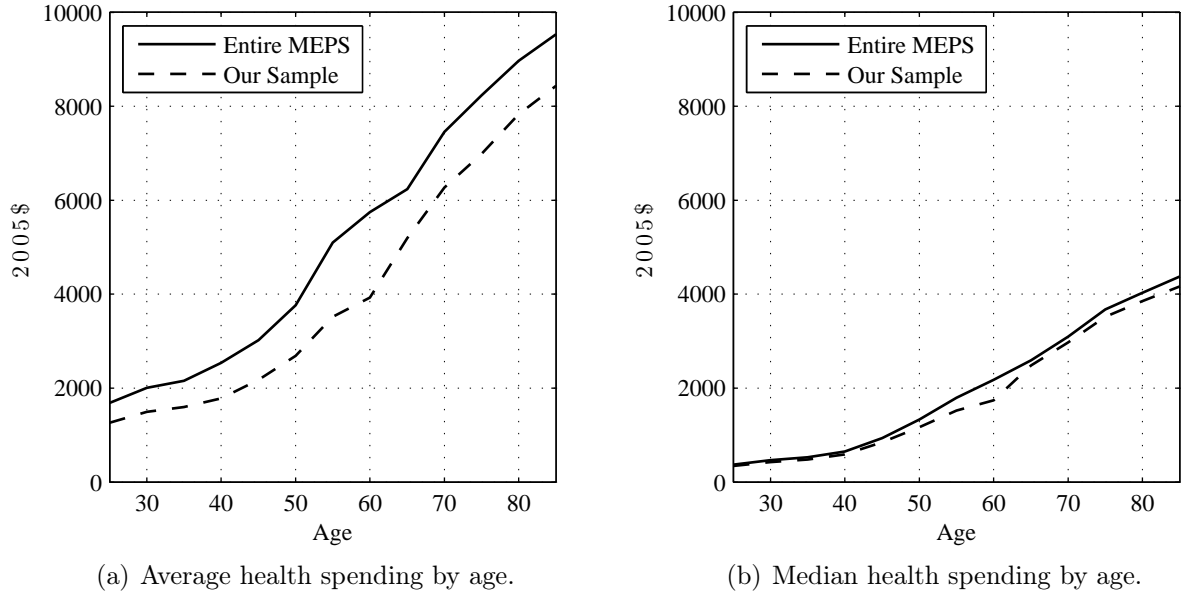 10000
8000
6000
4000
2000
0
2005$
Entire MEPS
Our Sample
30 40 50 60 70 80
Age
(a) Average health spending by age.
10000
8000
6000
4000
2000
0
2005$
Entire MEPS
Our Sample
30 40 50 60 70 80
Age
(b) Median health spending by age.